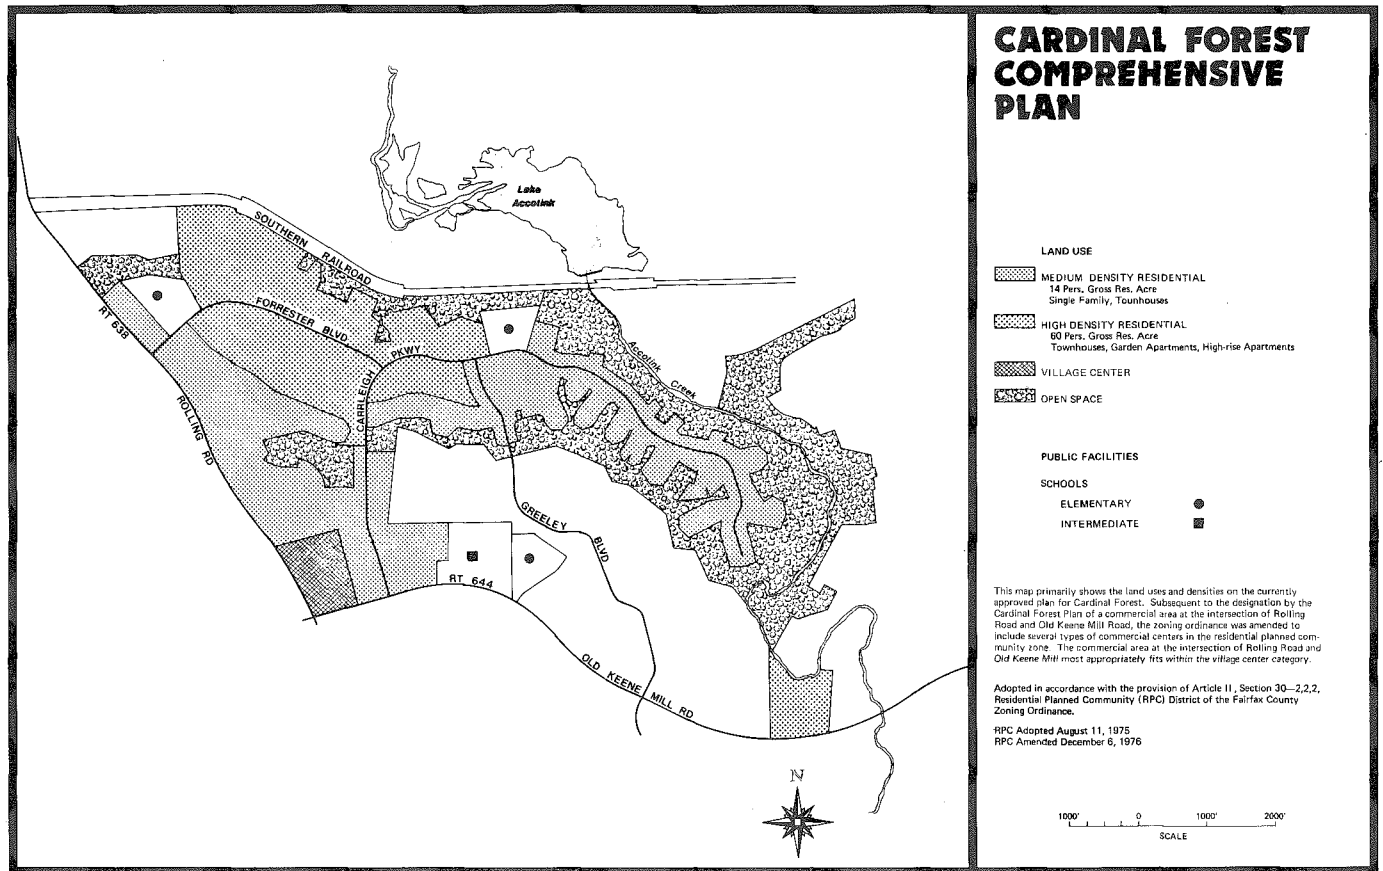 CARDINAL FOREST
COMPREHENSIVE
PLAN
LAND USE
MEDIUM DENSITY RESIDENTIAL
14 Pers. Gross Res. Acre
Single Family, Tounhouses
HIGH DENSITY RESIDENTIAL
60 Pers. Gross Res. Acre
Townhouses, Garden Apartments, High-rise Apartments
VILLAGE CENTER
OPEN SPACE
PUBLIC FACILITIES
SCHOOLS
ELEMENTARY
INTERMEDIATE
This map primarily shows the land uses and densities on the currently
approved plan for Cardinal Forest. Subsequent to the designation by the
Cardinal Forest Plan of a commercial area at the intersection of Rolling
Road and Old Keene Mill Road, the zoning ordinance was amended to
include several types of commercial centers in the residential planned com-
munity zone. The commercial area at the intersection of Rolling Road and
Old Keene Mill most appropriately fits within the village center category.
Adopted in accordance with the provision of Article II, Section 30—2,2,2,
Residential Planned Community (RPC) District of the Fairfax County
Zoning Ordinance.
RPC Adopted August 11, 1975
RPC Amended December 6, 1976
1000' 0 1000' 2000'
SCALE
Lake
Accotink
SOUTHERN RAILROAD
FORRESTER BLVD
RT 638
ROLLING RD
CARRLEIGH PKWY
Accotink Creek
GREELEY BLVD
RT 644
OLD KEENE MILL RD
N